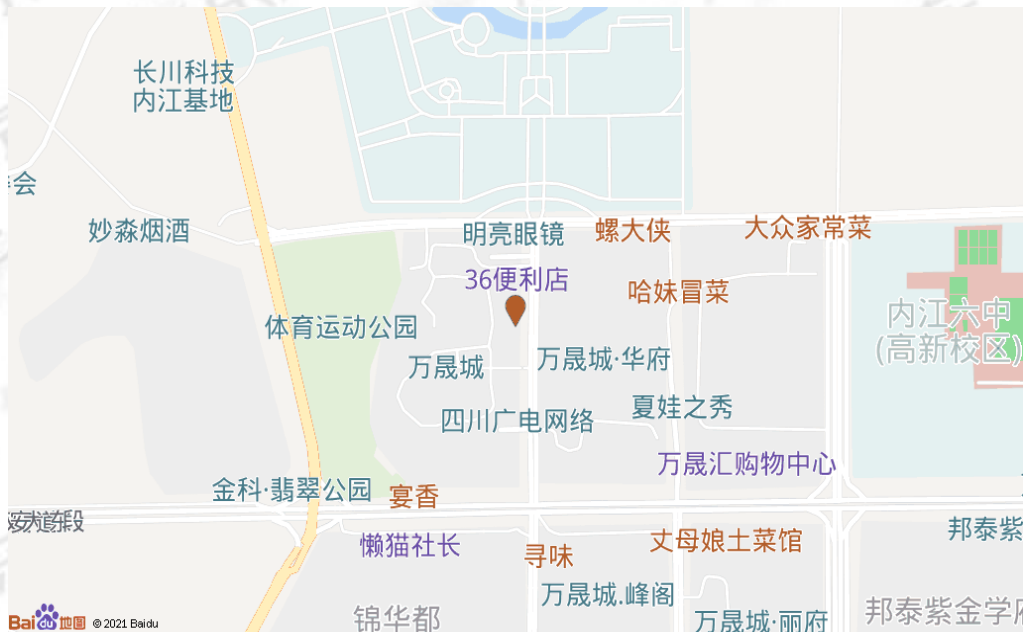 长川科技
内江基地
会
妙淼烟酒
明亮眼镜
螺大侠
大众家常菜
36便利店
哈妹冒菜
体育运动公园
内江六中
(高新校区)
万晟城
万晟城·华府
夏娃之秀
四川广电网络
万晟汇购物中心
金科·翡翠公园
宴香
邦泰紫
懒猫社长
寻味
丈母娘土菜馆
万晟城.峰阁
锦华都
万晟城·丽府
邦泰紫金学府
Bai du 地图 © 2021 Baidu